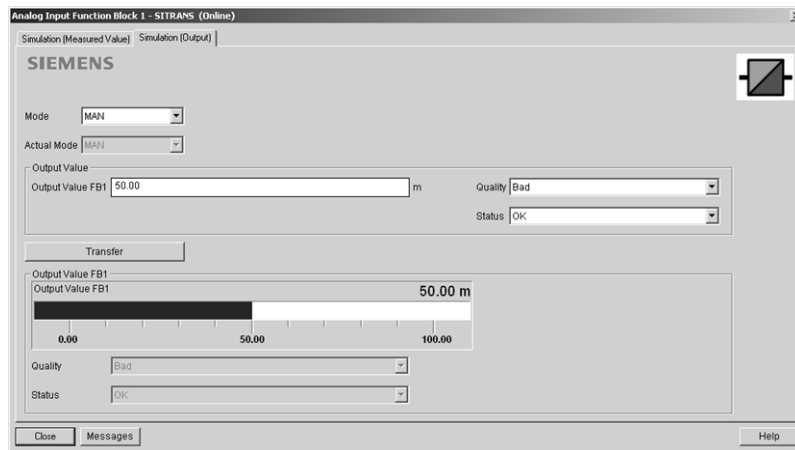 Analog Input Function Block 1 - SITRANS (Online)
Simulation (Measured Value) Simulation (Output)
SIEMENS
Mode MAN
Actual Mode MAN
Output Value
Output Value FB1 50.00 m Quality Bad
Status OK
Transfer
Output Value FB1
Output Value FB1 50.00 m
0.00 50.00 100.00
Quality Bad
Status OK
Close Messages Help